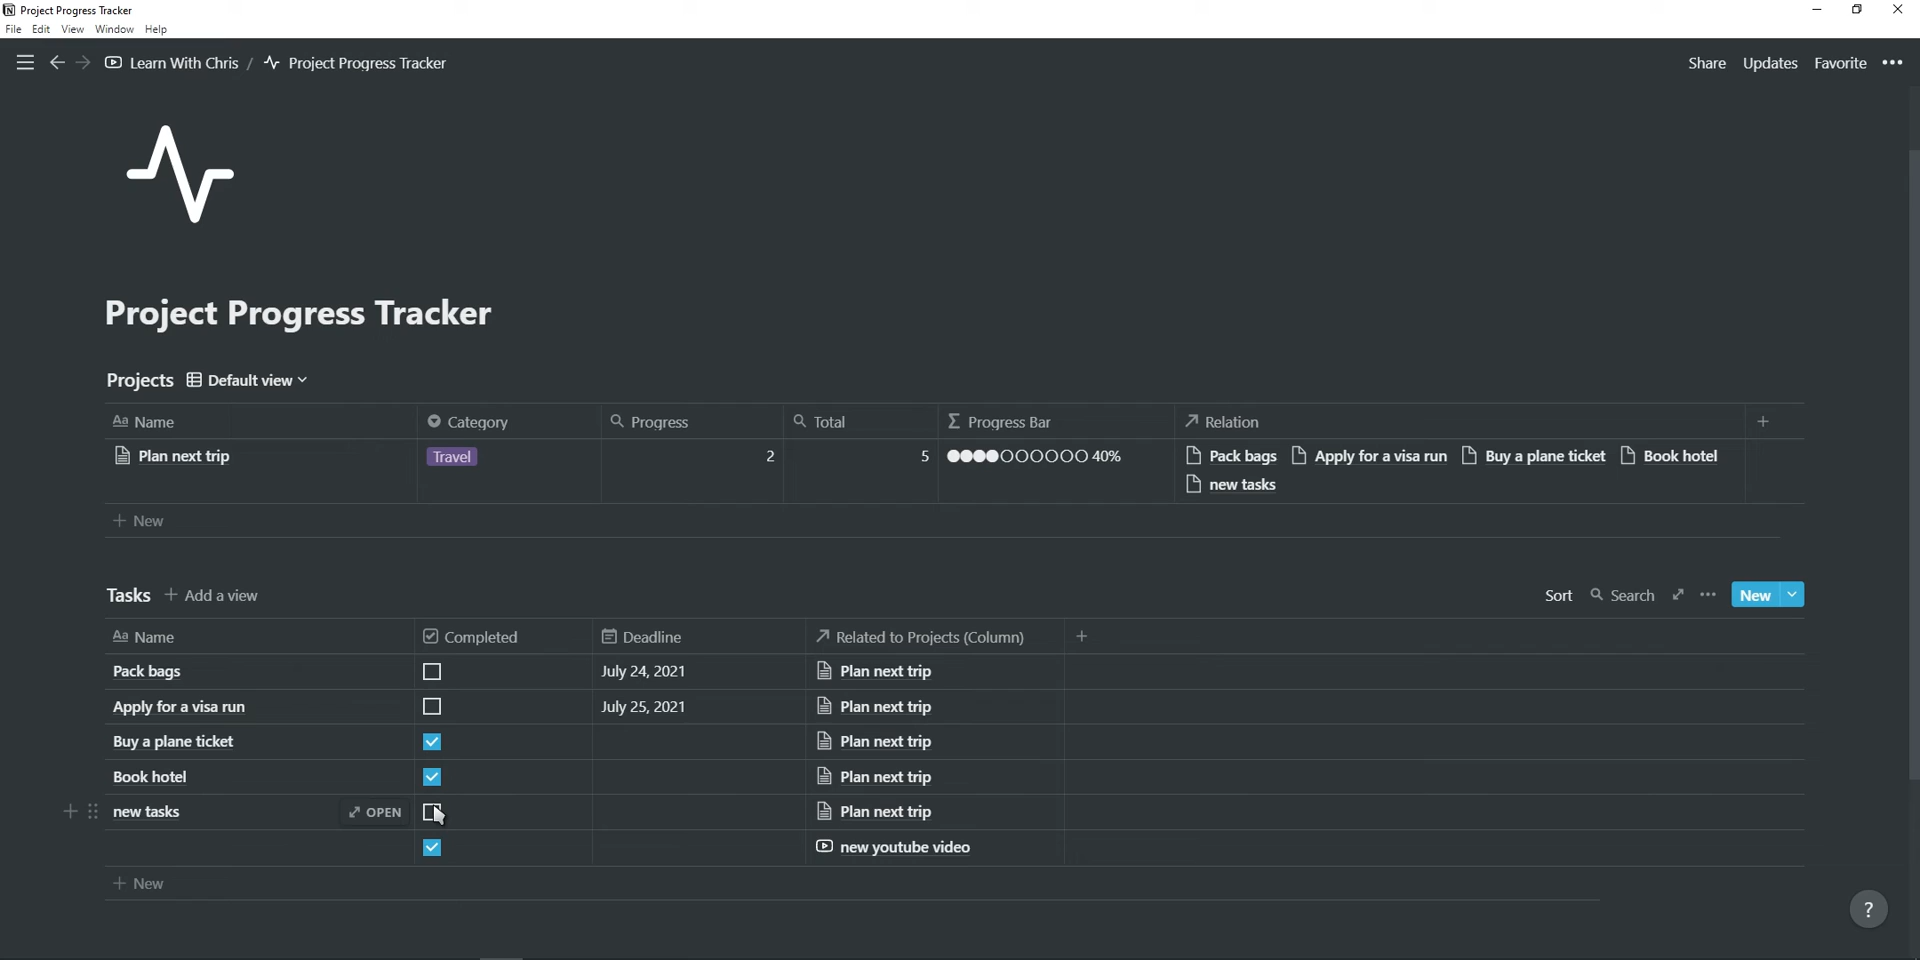 Project Progress Tracker
File Edit View Window Help
Learn With Chris / Project Progress Tracker Share Updates Favorite •••
Project Progress Tracker
Projects Default view
Aa Name Category Progress Total Σ Progress Bar Relation +
Plan next trip Travel 2 5 ●●●●○○○○○○ 40% Pack bags Apply for a visa run Buy a plane ticket Book hotel
new tasks
+ New
Tasks + Add a view Sort Search ••• New
Aa Name Completed Deadline Related to Projects (Column) +
Pack bags July 24, 2021 Plan next trip
Apply for a visa run July 25, 2021 Plan next trip
Buy a plane ticket Plan next trip
Book hotel Plan next trip
+ new tasks OPEN Plan next trip
new youtube video
+ New
?